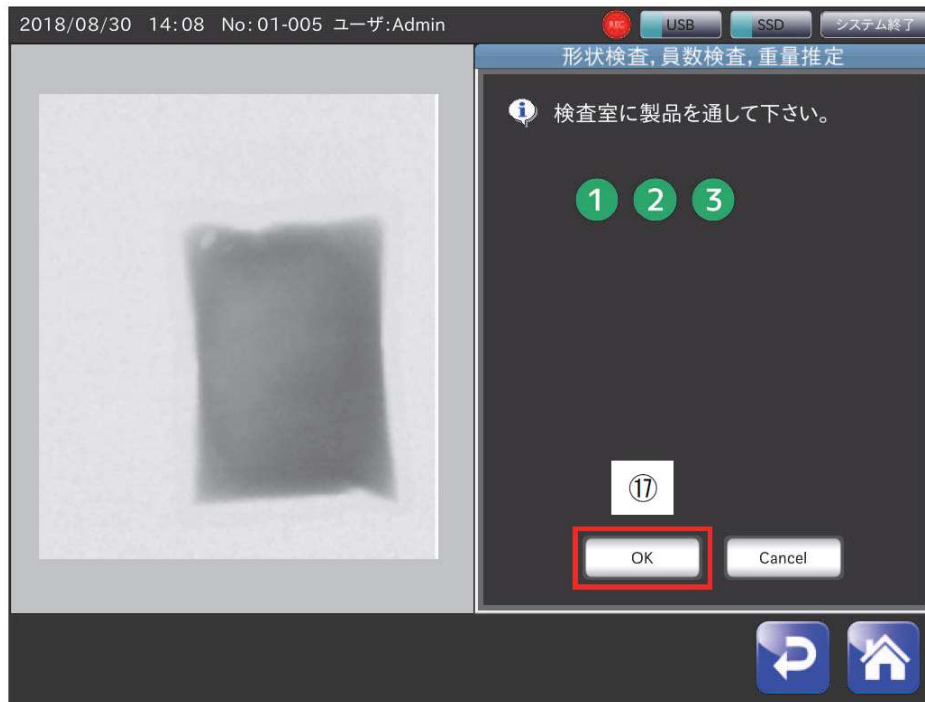 2018/08/30 14:08 No:01-005 ユーザ:Admin REC USB SSD システム終了
形状検査,員数検査,重量推定
検査室に製品を通して下さい。
1 2 3
⑰
OK Cancel